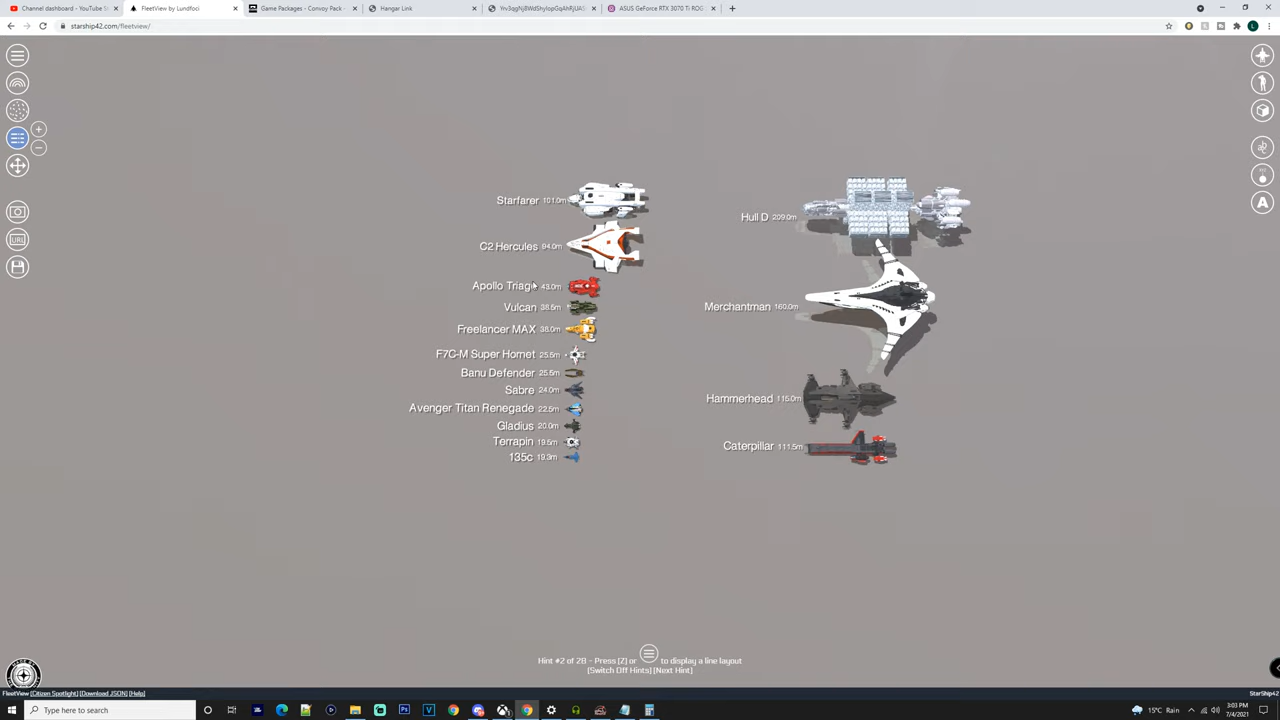 Channel dashboard - YouTube
FleetView by Lundfoci
Game Packages - Convoy Pack -
Hangar Link
ASUS GeForce RTX 3070 Ti ROG
starship42.com/fleetview/
L
A
URL
Starfarer 101.0m
C2 Hercules 94.0m
Apollo Triage 43.0m
Vulcan 38.5m
Freelancer MAX 38.0m
F7C-M Super Hornet 25.5m
Banu Defender 25.5m
Sabre 24.0m
Avenger Titan Renegade 22.5m
Gladius 20.0m
Terrapin 19.5m
135c 19.3m
Hull D 209.0m
Merchantman 160.0m
Hammerhead 115.0m
Caterpillar 111.5m
Hint #2 of 28 - Press [Z] or to display a line layout
[Switch Off Hints] [Next Hint]
FleetView [Citizen Spotlight] [Download JSON] [Help]
StarShip42
Type here to search
15°C Rain
3:03 PM
7/4/2021